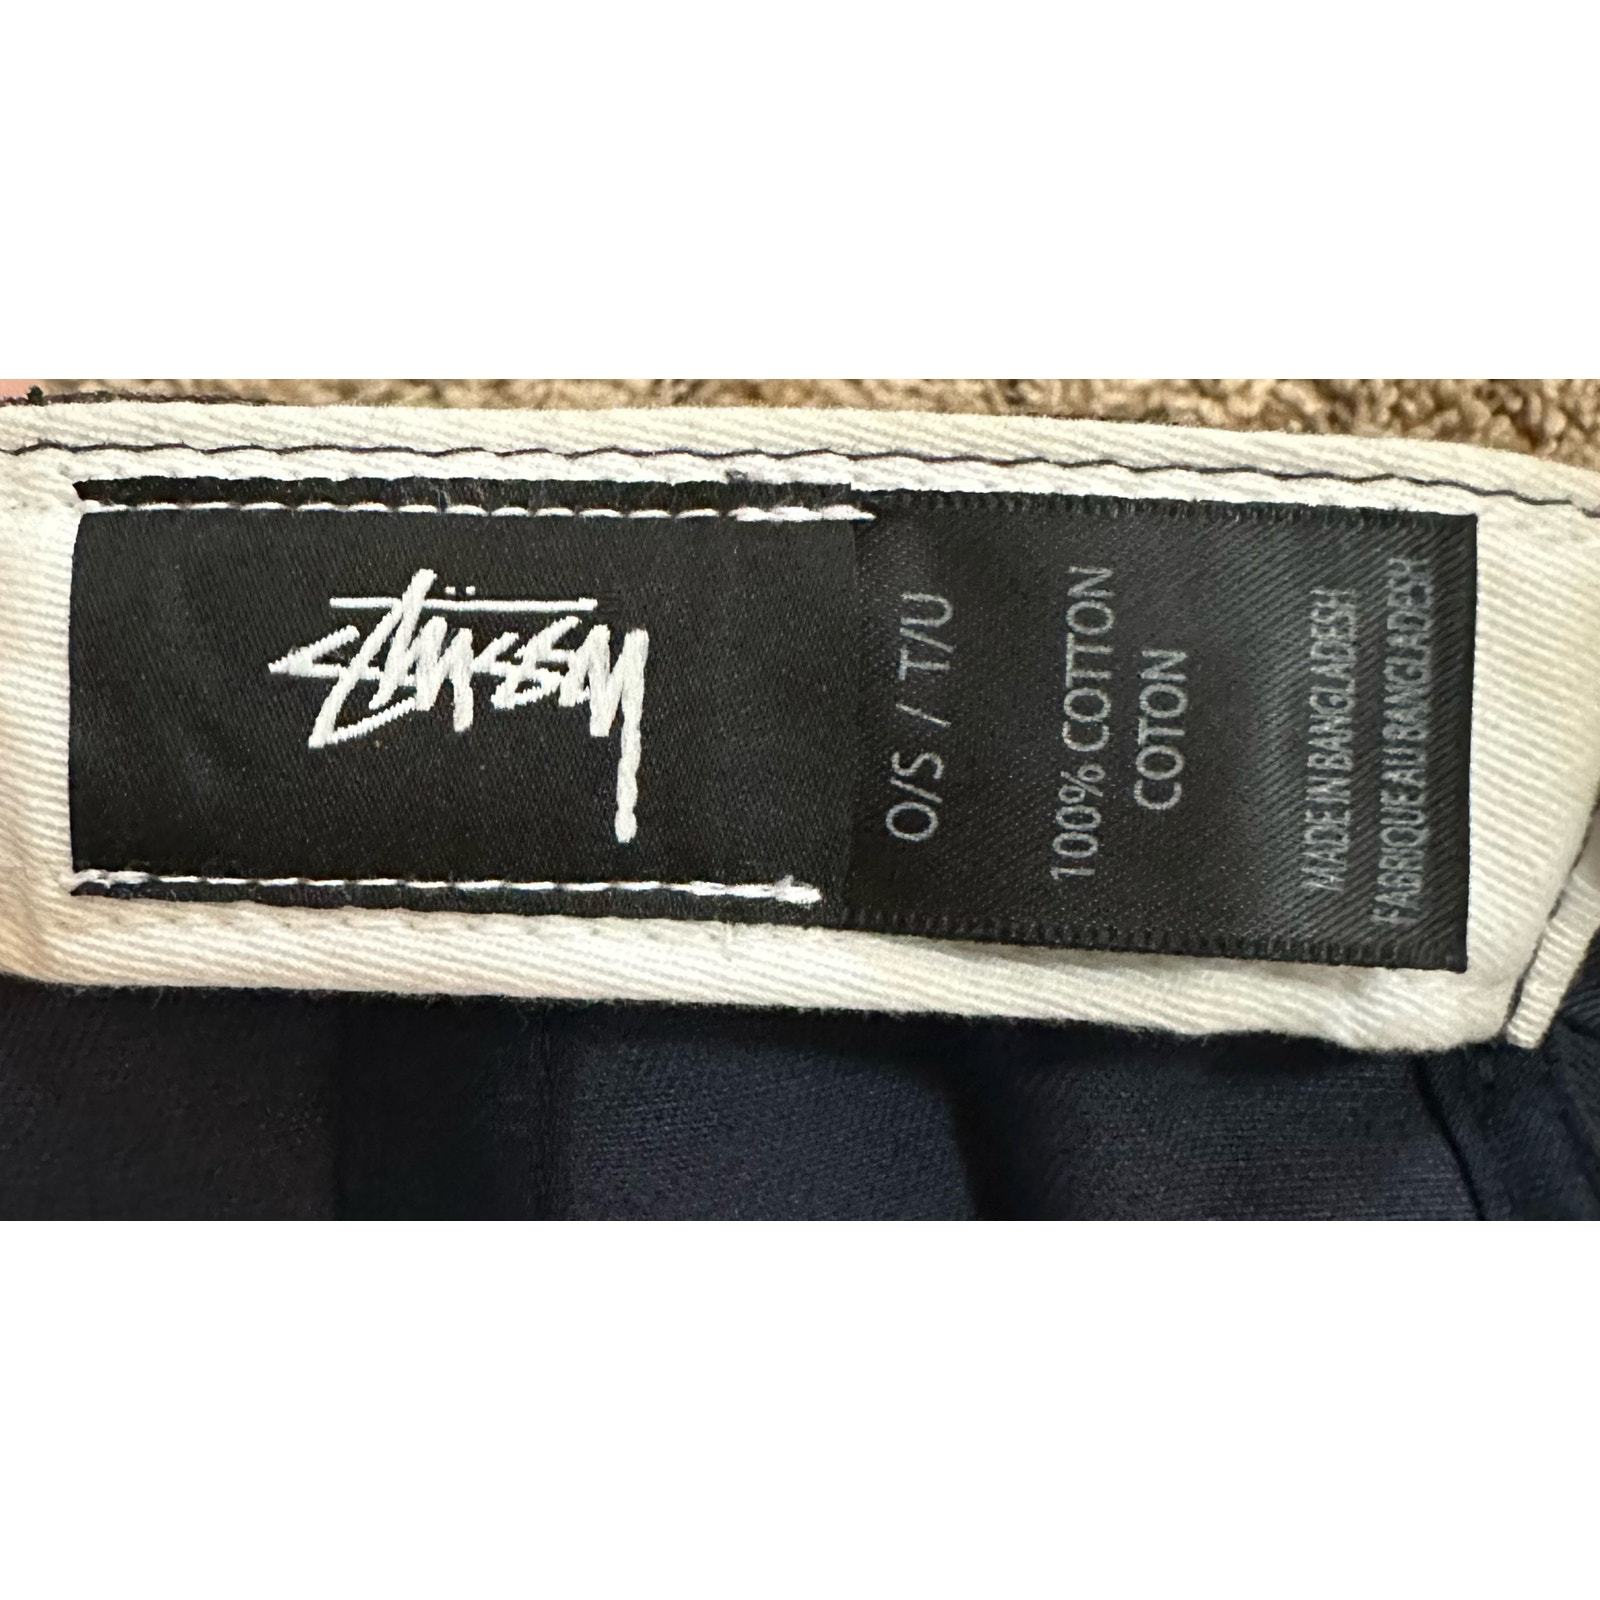 Stüssy
O/S / T/U
100% COTTON
COTON
MADE IN BANGLADESH
FABRIQUE AU BANGLADESH